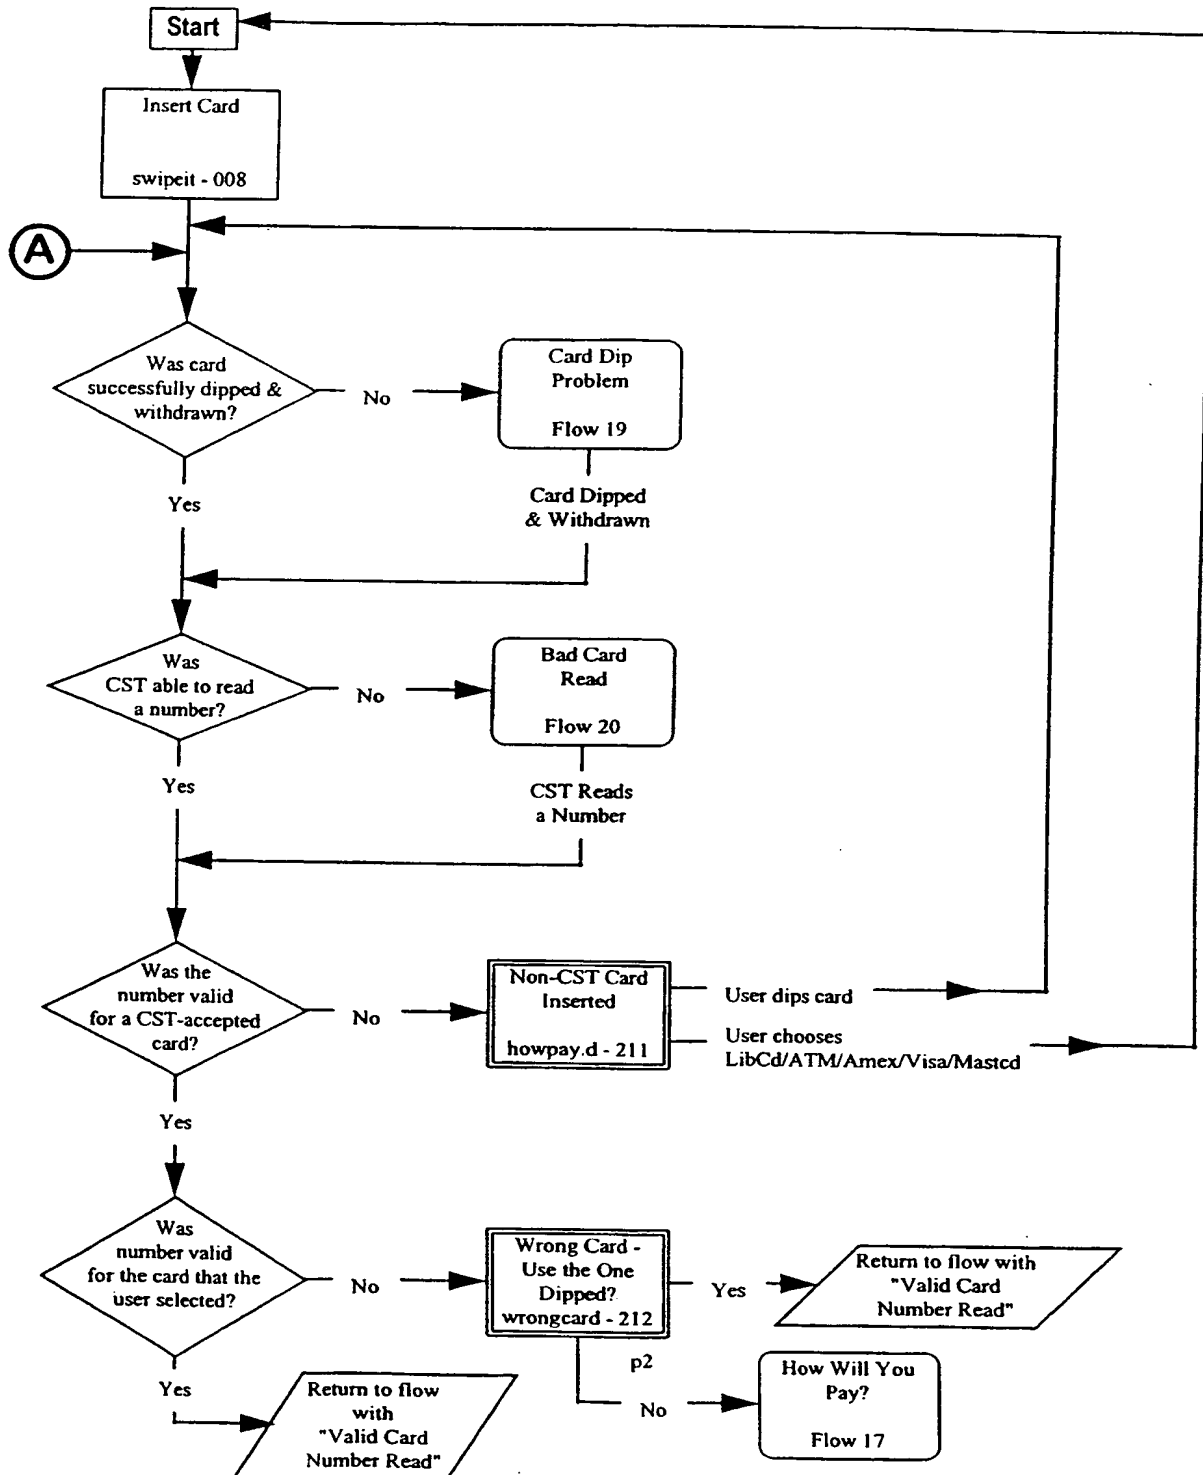 Start
Insert Card
swipeit - 008
A
Was card
successfully dipped &
withdrawn?
No
Card Dip
Problem
Flow 19
Yes
Card Dipped
& Withdrawn
Was
CST able to read
a number?
No
Bad Card
Read
Flow 20
Yes
CST Reads
a Number
Was the
number valid
for a CST-accepted
card?
No
Non-CST Card
Inserted
howpay.d - 211
User dips card
User chooses
LibCd/ATM/Amex/Visa/Mastcd
Yes
Was
number valid
for the card that the
user selected?
No
Wrong Card -
Use the One
Dipped?
wrongcard - 212
Yes
Return to flow with
"Valid Card
Number Read"
p2
No
How Will You
Pay?
Flow 17
Yes
Return to flow
with
"Valid Card
Number Read"